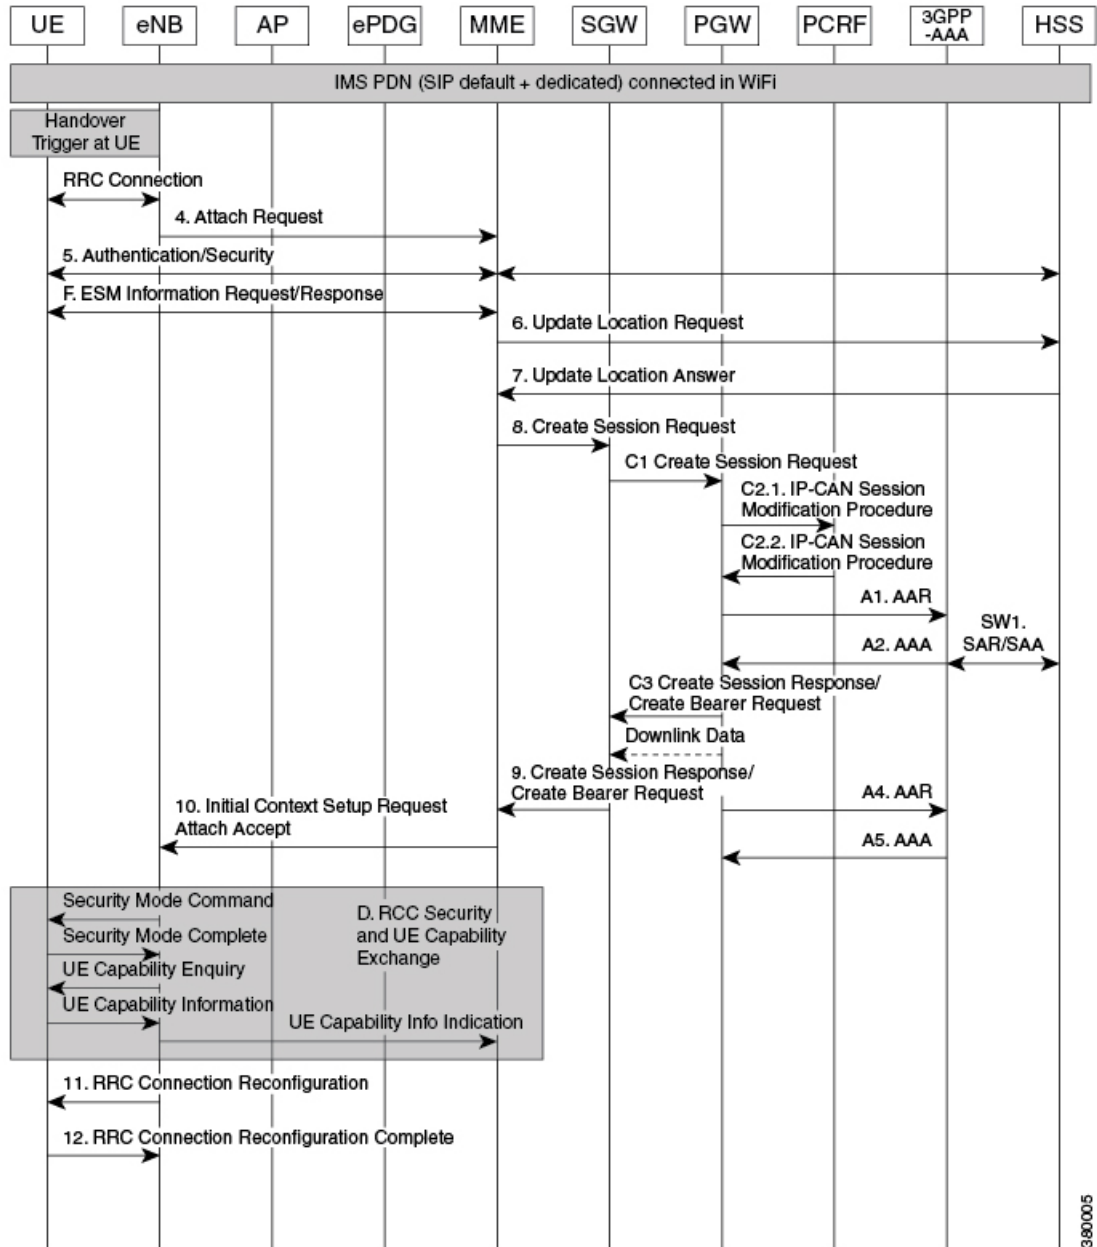 UE
eNB
AP
ePDG
MME
SGW
PGW
PCRF
3GPP
-AAA
HSS
IMS PDN (SIP default + dedicated) connected in WiFi
Handover
Trigger at UE
RRC Connection
4. Attach Request
5. Authentication/Security
F. ESM Information Request/Response
6. Update Location Request
7. Update Location Answer
8. Create Session Request
C1 Create Session Request
C2.1. IP-CAN Session
Modification Procedure
C2.2. IP-CAN Session
Modification Procedure
A1. AAR
SW1.
SAR/SAA
A2. AAA
C3 Create Session Response/
Create Bearer Request
Downlink Data
9. Create Session Response/
Create Bearer Request
A4. AAR
10. Initial Context Setup Request
Attach Accept
A5. AAA
Security Mode Command
D. RCC Security
and UE Capability
Exchange
Security Mode Complete
UE Capability Enquiry
UE Capability Information
UE Capability Info Indication
11. RRC Connection Reconfiguration
12. RRC Connection Reconfiguration Complete
380005